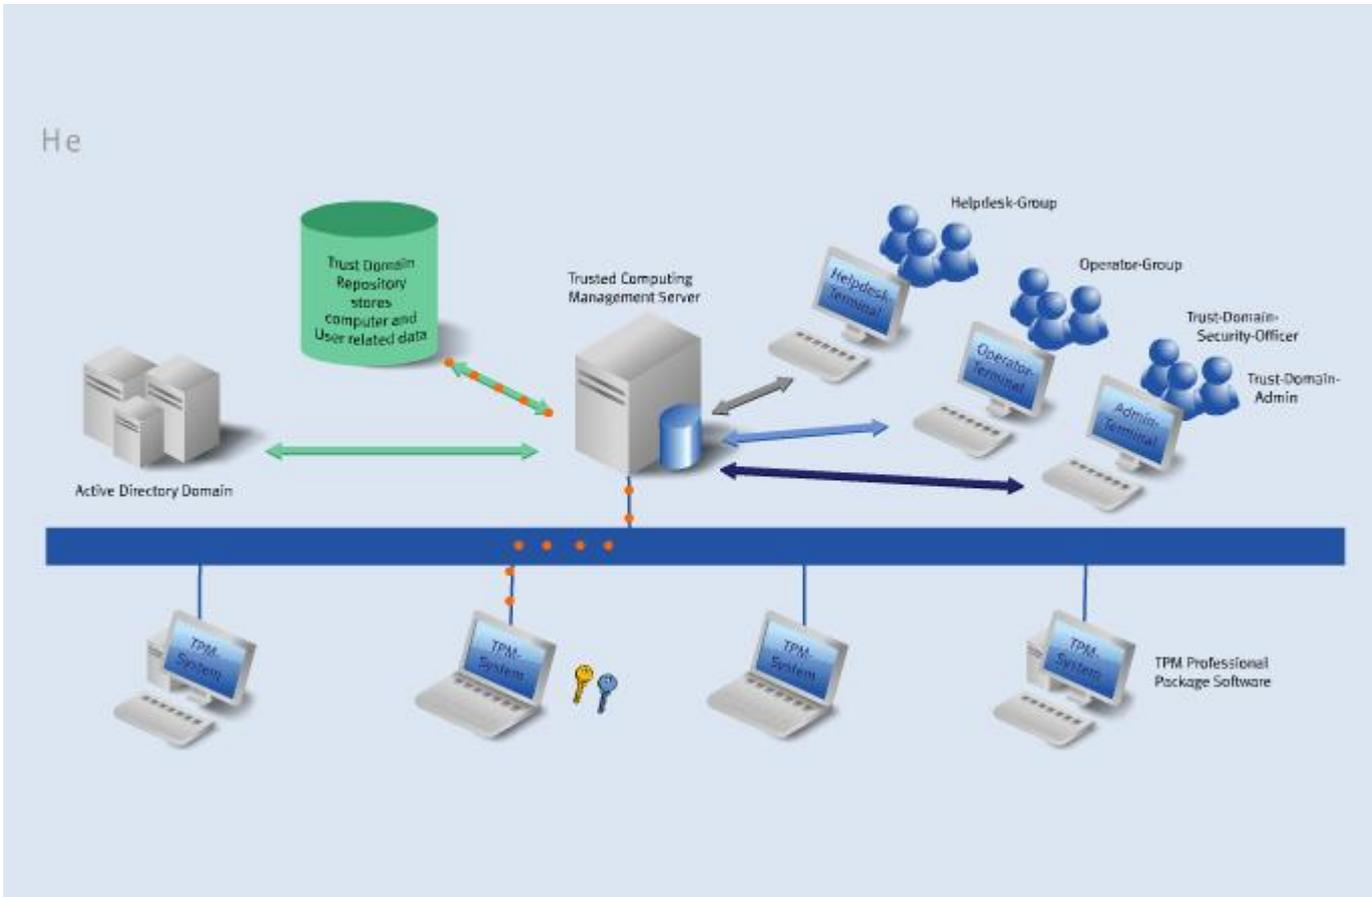 He
Helpdesk-Group
Trust Domain
Repository
stores
computer and
User related data
Trusted Computing
Management Server
Helpdesk-
Terminal
Operator-Group
Operator-
Terminal
Trust-Domain-
Security-Officer
Trust-Domain-
Admin
Admin-
Terminal
Active Directory Domain
TPM-
System
TPM-
System
TPM-
System
TPM-
System
TPM Professional
Package Software